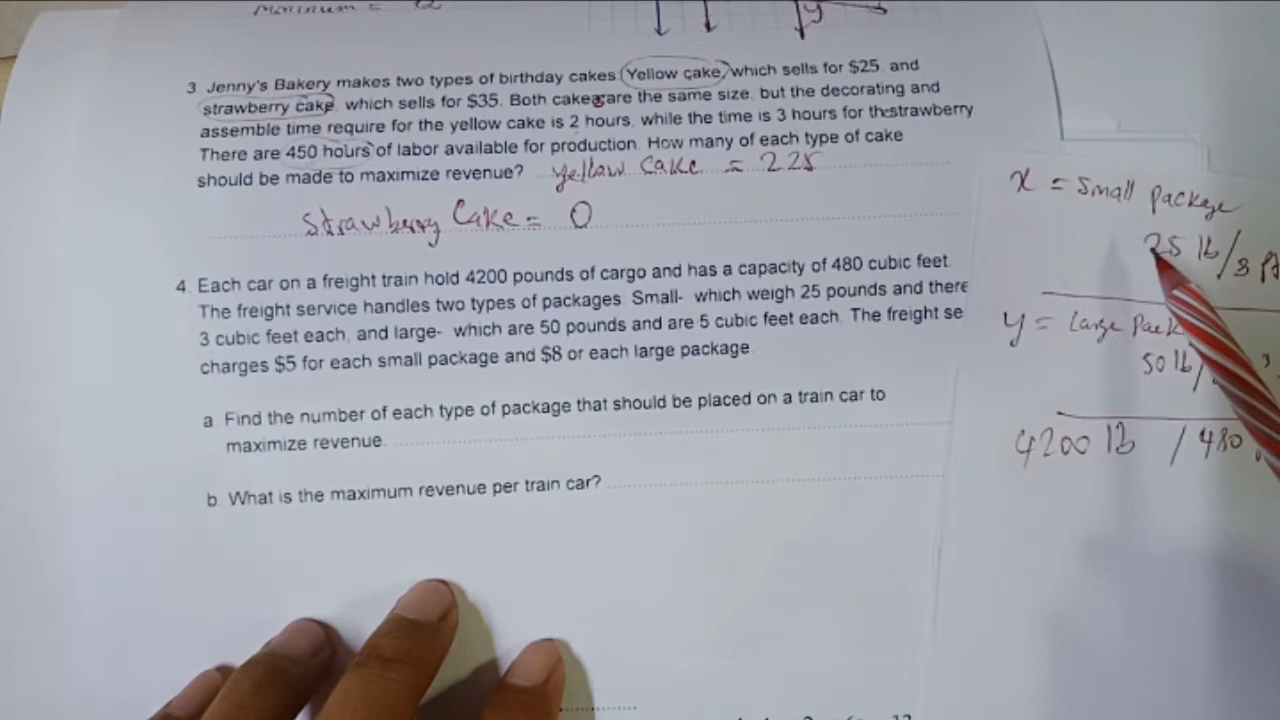 3 Jenny's Bakery makes two types of birthday cakes: Yellow cake, which sells for $25, and
strawberry cake, which sells for $35. Both cakes are the same size, but the decorating and
assemble time require for the yellow cake is 2 hours, while the time is 3 hours for the strawberry
There are 450 hours of labor available for production. How many of each type of cake
should be made to maximize revenue? yellow cake = 225
Strawberry Cake = 0
4. Each car on a freight train hold 4200 pounds of cargo and has a capacity of 480 cubic feet.
The freight service handles two types of packages: Small- which weigh 25 pounds and there
3 cubic feet each, and large- which are 50 pounds and are 5 cubic feet each. The freight se
charges $5 for each small package and $8 or each large package.
a. Find the number of each type of package that should be placed on a train car to
maximize revenue.
b. What is the maximum revenue per train car?
x = small package
25 lb/3
y = large Pack
50 lb/
4200 lb / 480